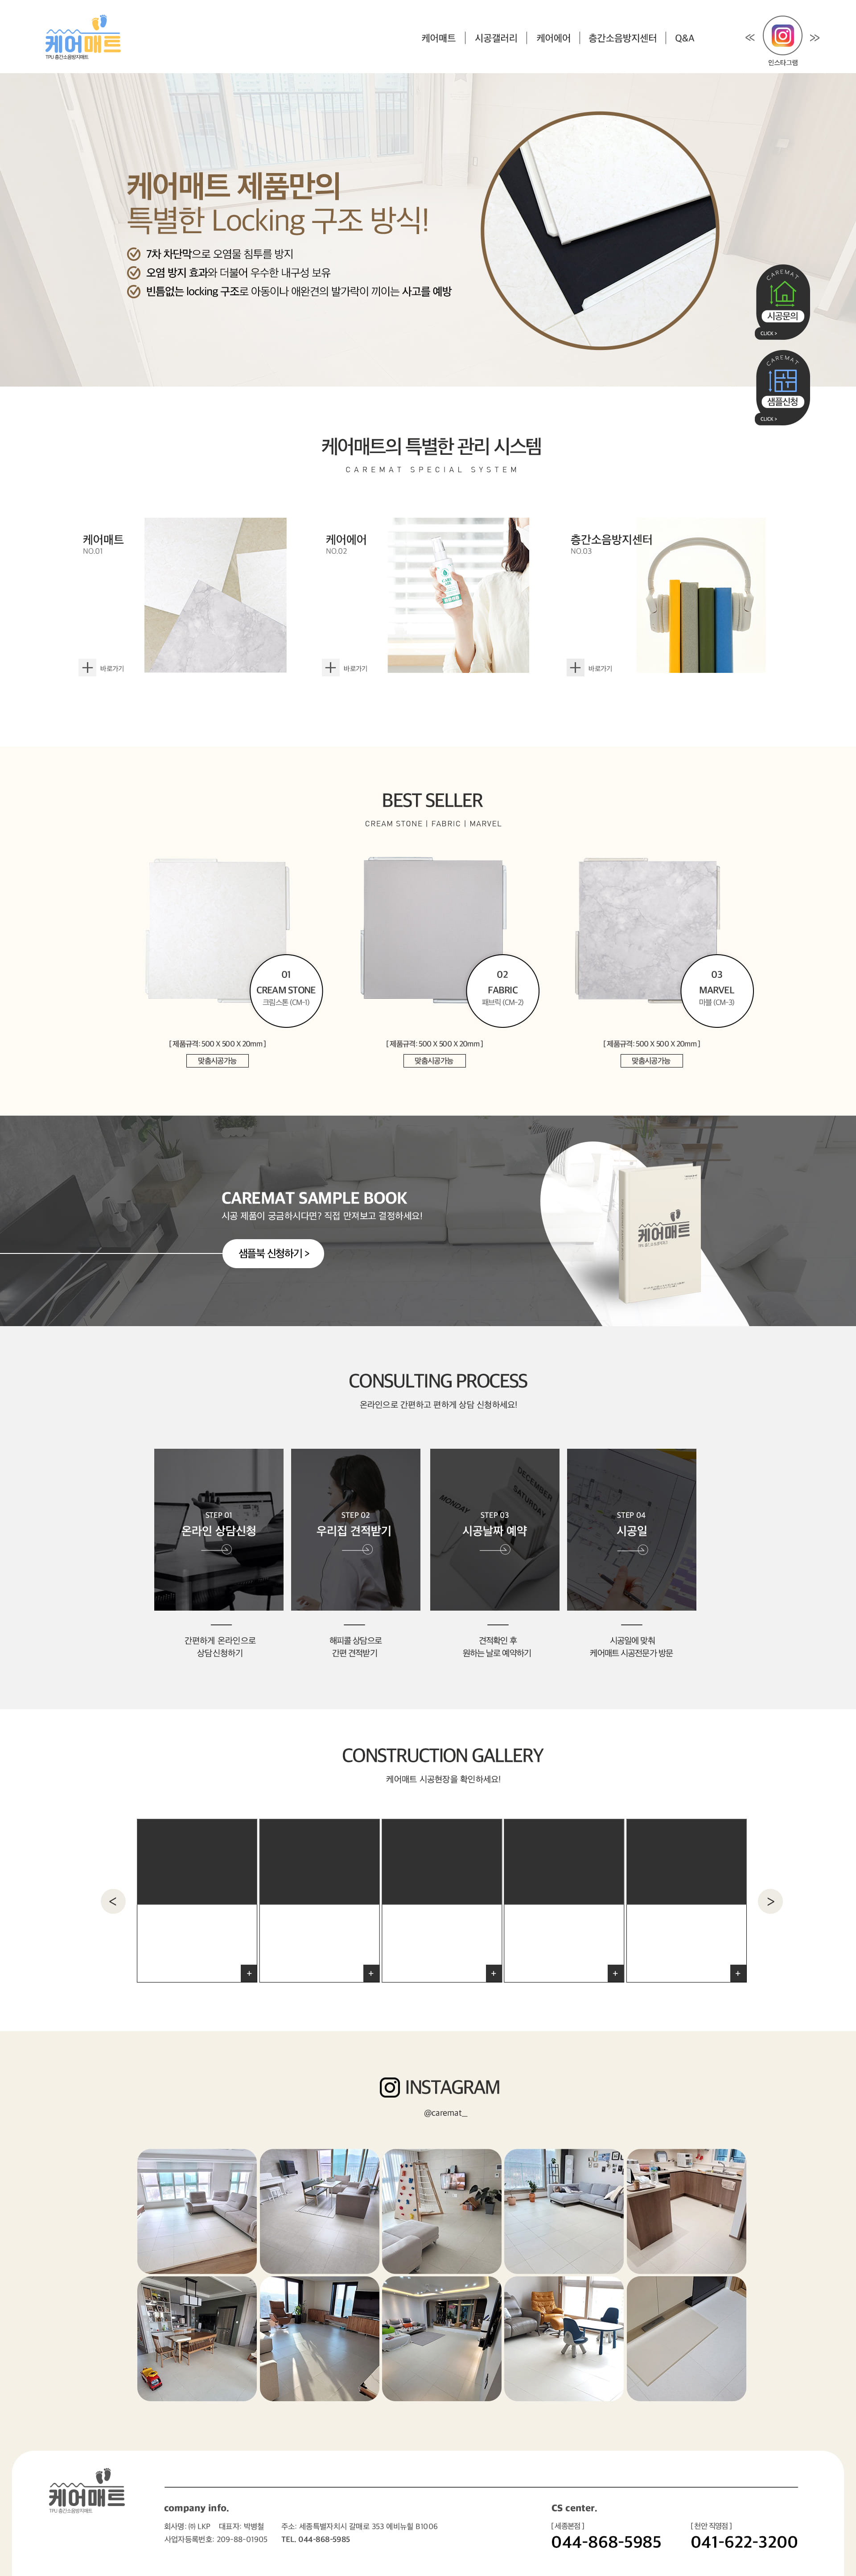 케어매트
TPU 층간소음방지매트
케어매트
시공갤러리
케어에어
층간소음방지센터
Q&A
인스타그램
케어매트 제품만의
특별한 Locking 구조 방식!
7차 차단막으로 오염물 침투를 방지
오염 방지 효과와 더불어 우수한 내구성 보유
빈틈없는 locking 구조로 아동이나 애완견의 발가락이 끼이는 사고를 예방
CAREMAT
시공문의
CLICK >
CAREMAT
샘플신청
CLICK >
케어매트의 특별한 관리 시스템
CAREMAT SPECIAL SYSTEM
케어매트
NO.01
바로가기
케어에어
NO.02
바로가기
층간소음방지센터
NO.03
바로가기
BEST SELLER
CREAM STONE | FABRIC | MARVEL
01
CREAM STONE
크림스톤 (CM-1)
[ 제품규격: 500 X 500 X 20mm ]
맞춤시공가능
02
FABRIC
패브릭 (CM-2)
[ 제품규격: 500 X 500 X 20mm ]
맞춤시공가능
03
MARVEL
마블 (CM-3)
[ 제품규격: 500 X 500 X 20mm ]
맞춤시공가능
CAREMAT SAMPLE BOOK
시공 제품이 궁금하시다면? 직접 만져보고 결정하세요!
샘플북 신청하기 >
케어매트
CONSULTING PROCESS
온라인으로 간편하고 편하게 상담 신청하세요!
STEP 01
온라인 상담신청
간편하게 온라인으로
상담신청하기
STEP 02
우리집 견적받기
해피콜 상담으로
간편 견적받기
MONDAY
DECEMBER
SATURDAY
STEP 03
시공날짜 예약
견적확인 후
원하는 날로 예약하기
STEP 04
시공일
시공일에 맞춰
케어매트 시공전문가 방문
CONSTRUCTION GALLERY
케어매트 시공현장을 확인하세요!
<
>
+
+
+
+
+
INSTAGRAM
@caremat_
케어매트
TPU 층간소음방지매트
company info.
회사명: ㈜ LKP 대표자: 박병철 주소: 세종특별자치시 갈매로 353 에비뉴힐 B1006
사업자등록번호: 209-88-01905 TEL. 044-868-5985
CS center.
[ 세종본점 ]
044-868-5985
[ 천안 직영점 ]
041-622-3200